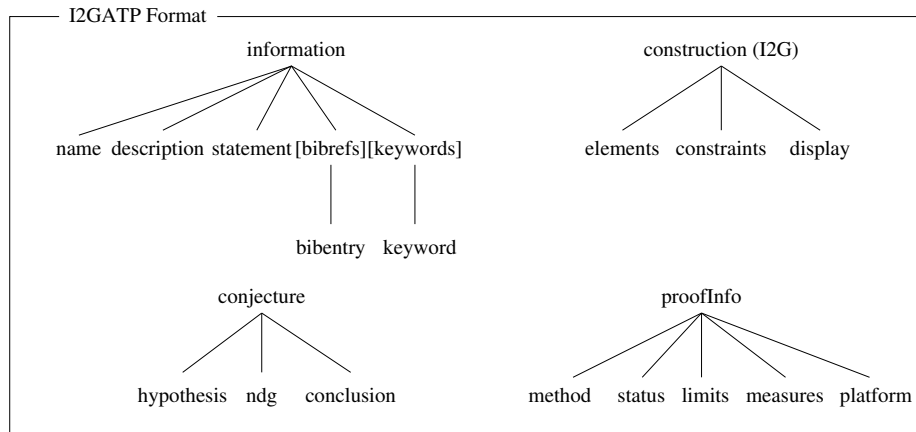 I2GATP Format
information
construction (I2G)
name description statement [bibrefs][keywords]
elements constraints display
bibentry keyword
conjecture
proofInfo
hypothesis ndg conclusion
method status limits measures platform